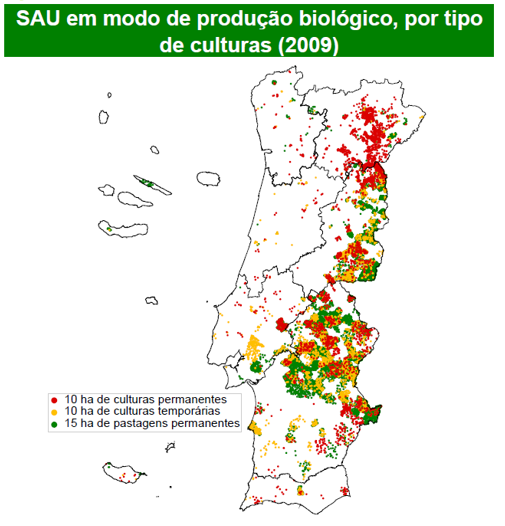 SAU em modo de produção biológico, por tipo
de culturas (2009)
10 ha de culturas permanentes
10 ha de culturas temporárias
15 ha de pastagens permanentes